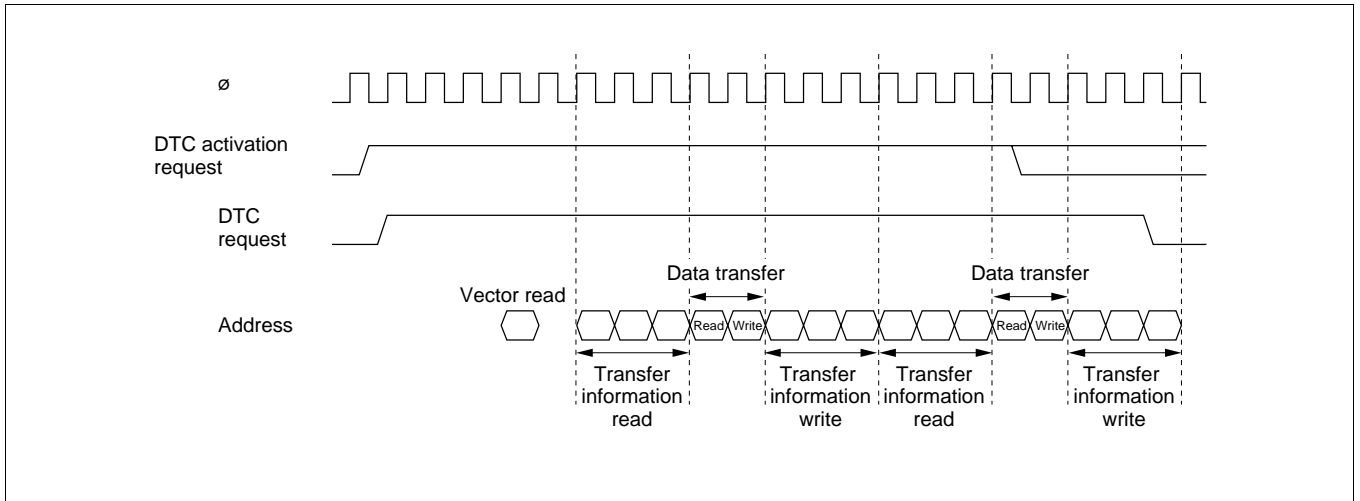 ø
DTC activation
request
DTC
request
Data transfer
Data transfer
Vector read
Address
Read
Write
Read
Write
Transfer
information
read
Transfer
information
write
Transfer
information
read
Transfer
information
write